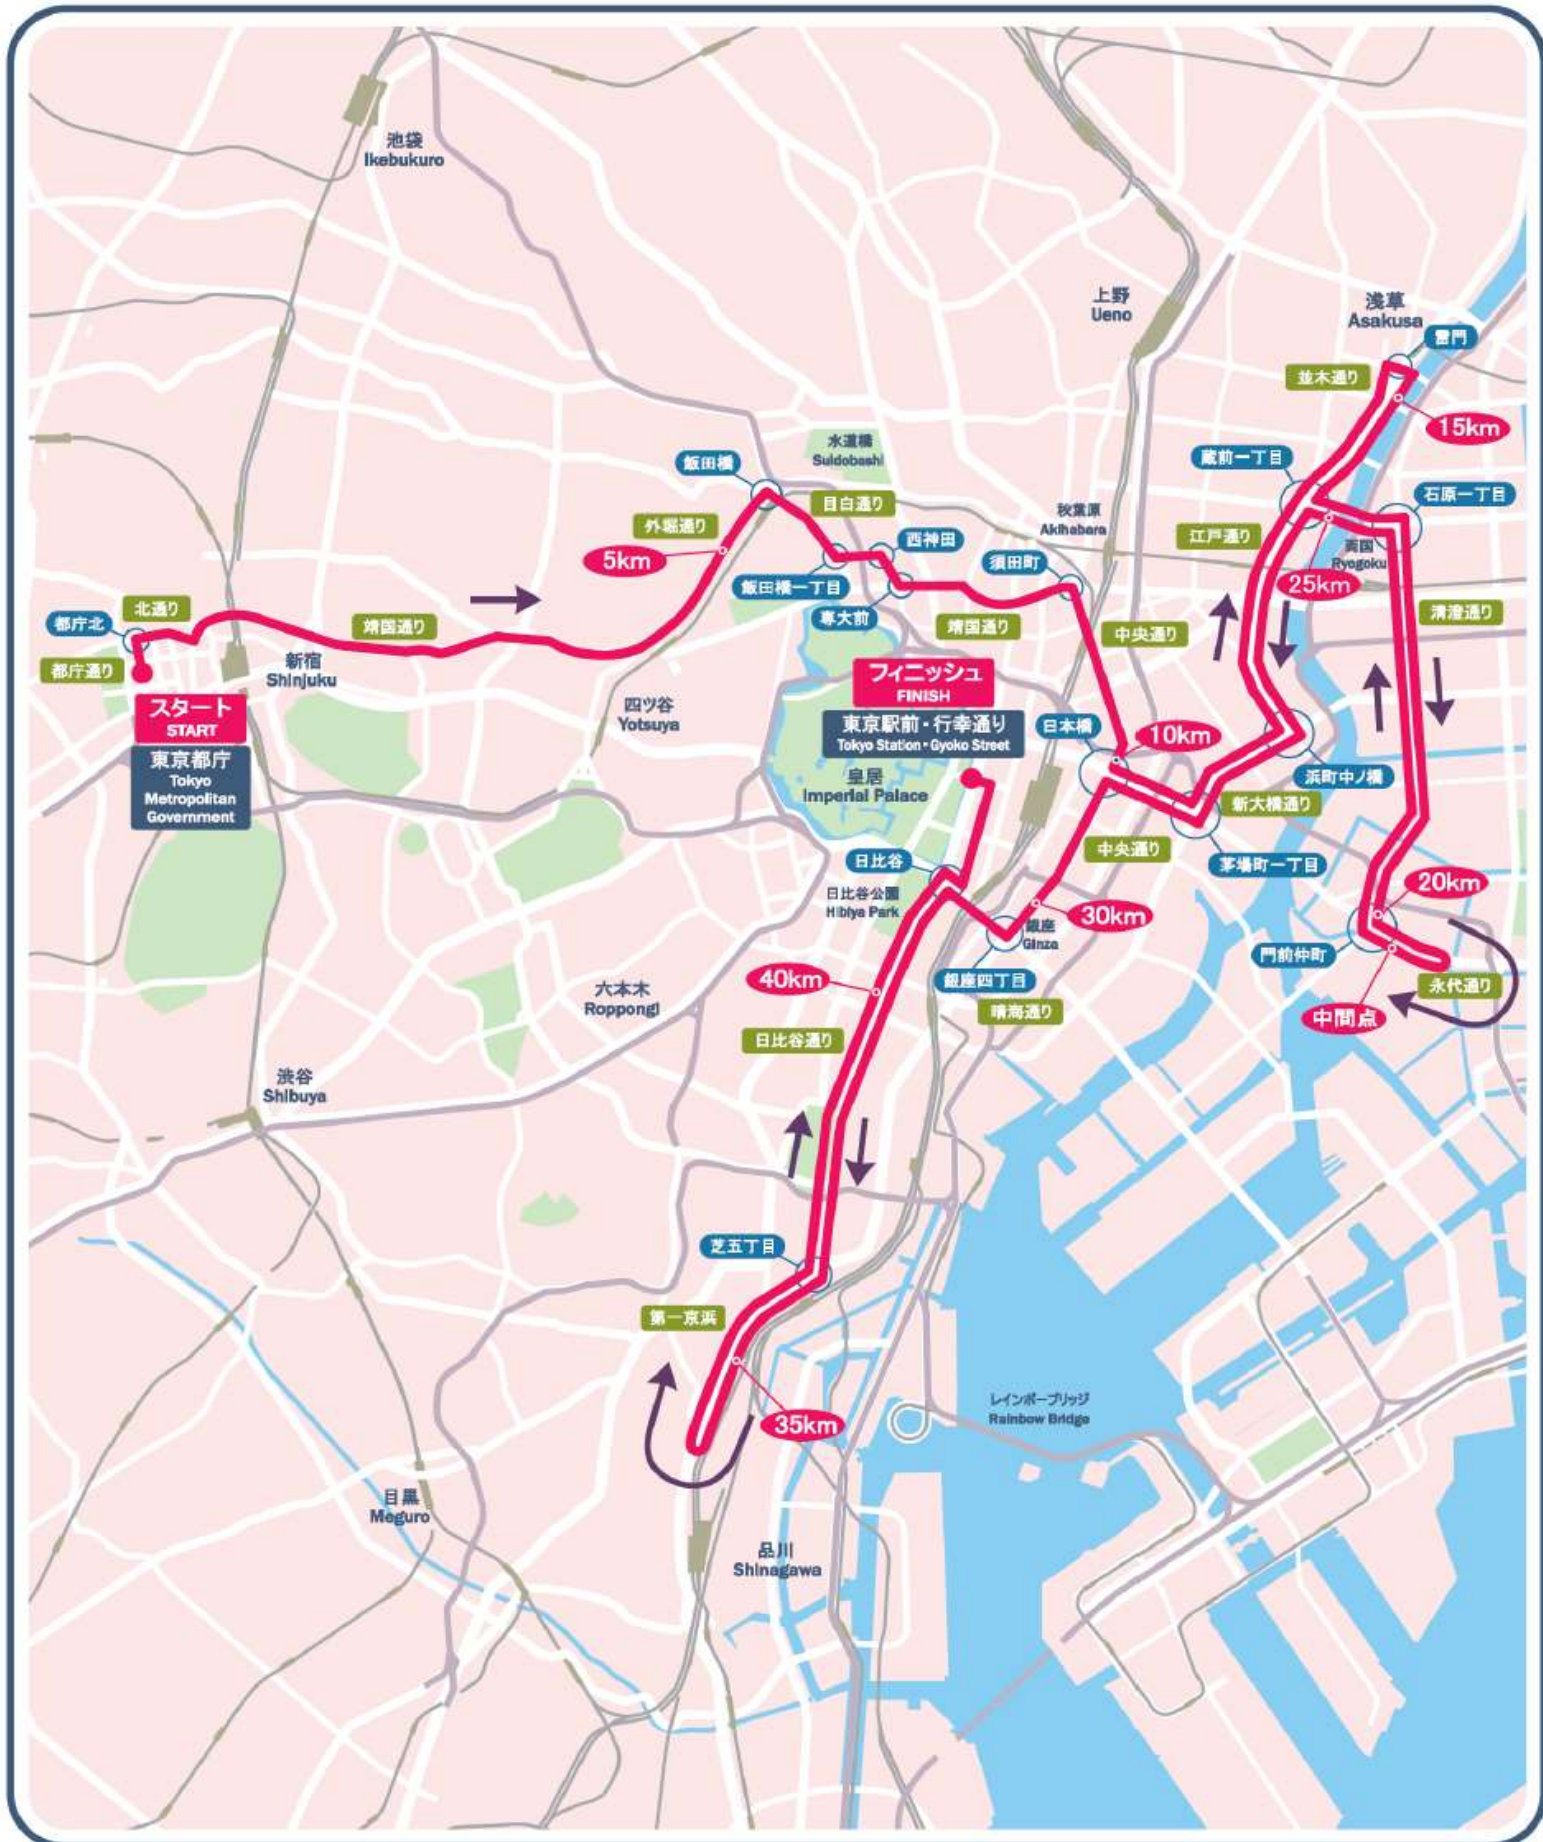 池袋
Ikebukuro
上野
Ueno
浅草
Asakusa
雷門
並木通り
15km
水道橋
Suidobashi
飯田橋
蔵前一丁目
石原一丁目
目白通り
秋葉原
Akihabara
外堀通り
5km
西神田
江戸通り
両国
Ryogoku
須田町
飯田橋一丁目
25km
専大前
北通り
都庁北
靖国通り
靖国通り
中央通り
清澄通り
都庁通り
新宿
Shinjuku
フィニッシュ
FINISH
東京駅前・行幸通り
Tokyo Station・Gyoko Street
スタート
START
東京都庁
Tokyo
Metropolitan
Government
四ツ谷
Yotsuya
日本橋
10km
皇居
Imperial Palace
浜町中ノ橋
新大橋通り
中央通り
茅場町一丁目
日比谷
日比谷公園
Hibiya Park
20km
30km
銀座
Ginza
門前仲町
銀座四丁目
晴海通り
永代通り
中間点
40km
六本木
Roppongi
日比谷通り
渋谷
Shibuya
芝五丁目
第一京浜
35km
レインボーブリッジ
Rainbow Bridge
目黒
Meguro
品川
Shinagawa